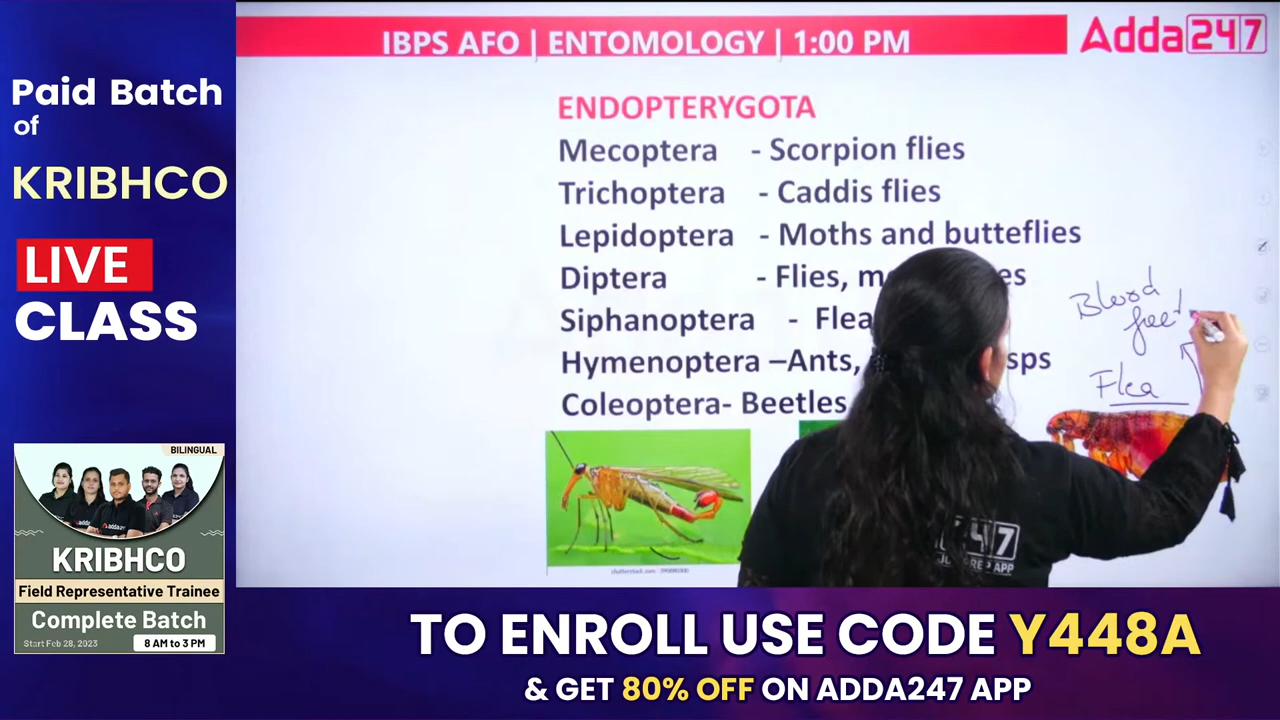 Paid Batch
of
KRIBHCO
LIVE
CLASS
BILINGUAL
KRIBHCO
Field Representative Trainee
Complete Batch
Start Feb 28, 2023
8 AM to 3 PM
IBPS AFO | ENTOMOLOGY | 1:00 PM
Adda247
ENDOPTERYGOTA
Mecoptera - Scorpion flies
Trichoptera - Caddis flies
Lepidoptera - Moths and butteflies
Diptera - Flies,
Siphanoptera - Flea
Hymenoptera –Ants,
Coleoptera- Beetles
Blood
Flea
247
TO ENROLL USE CODE Y448A
& GET 80% OFF ON ADDA247 APP